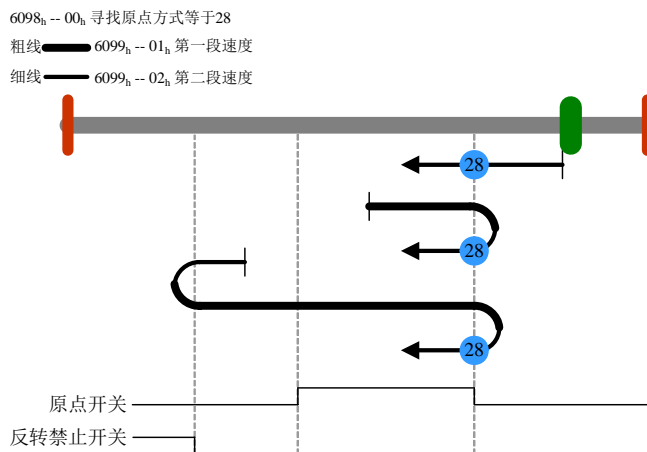 6098h -- 00h 寻找原点方式等于28
粗线 6099h -- 01h 第一段速度
细线 6099h -- 02h 第二段速度
28
28
28
原点开关
反转禁止开关